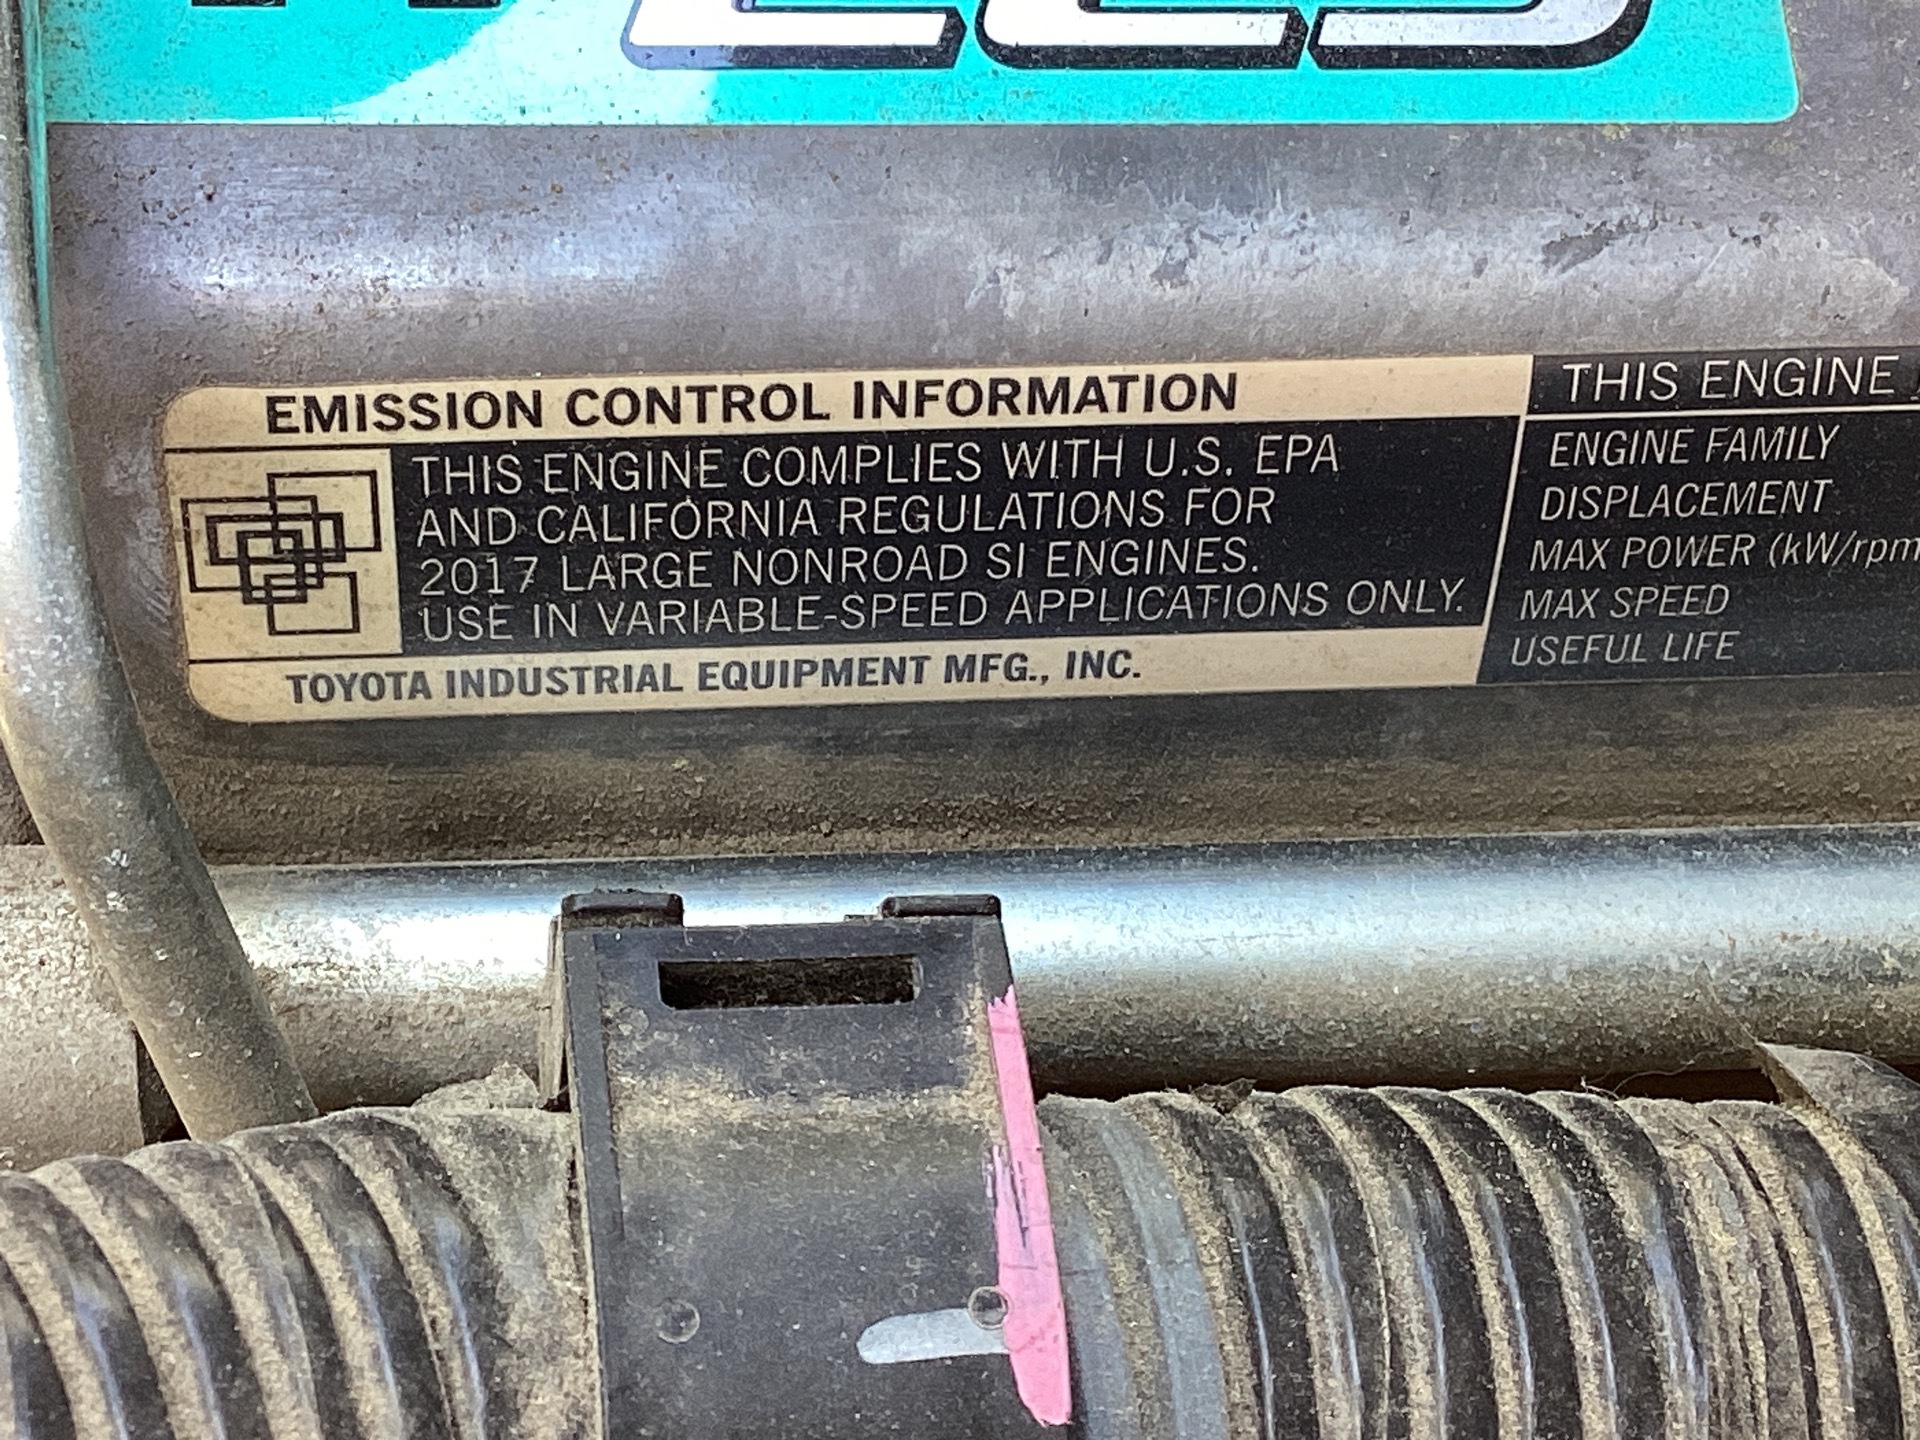 EMISSION CONTROL INFORMATION
THIS ENGINE COMPLIES WITH U.S. EPA
AND CALIFORNIA REGULATIONS FOR
2017 LARGE NONROAD SI ENGINES.
USE IN VARIABLE-SPEED APPLICATIONS ONLY.
TOYOTA INDUSTRIAL EQUIPMENT MFG., INC.
THIS ENGINE
ENGINE FAMILY
DISPLACEMENT
MAX POWER (kW/rpm
MAX SPEED
USEFUL LIFE